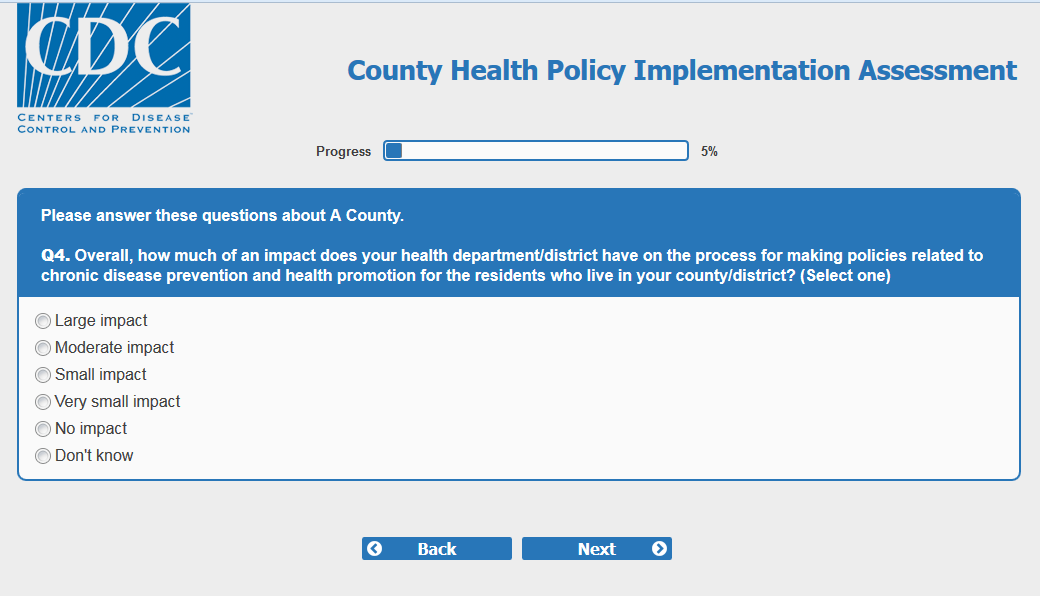 CDC
CENTERS FOR DISEASE
CONTROL AND PREVENTION
County Health Policy Implementation Assessment
Progress 5%
Please answer these questions about A County.
Q4. Overall, how much of an impact does your health department/district have on the process for making policies related to
chronic disease prevention and health promotion for the residents who live in your county/district? (Select one)
Large impact
Moderate impact
Small impact
Very small impact
No impact
Don't know
Back Next